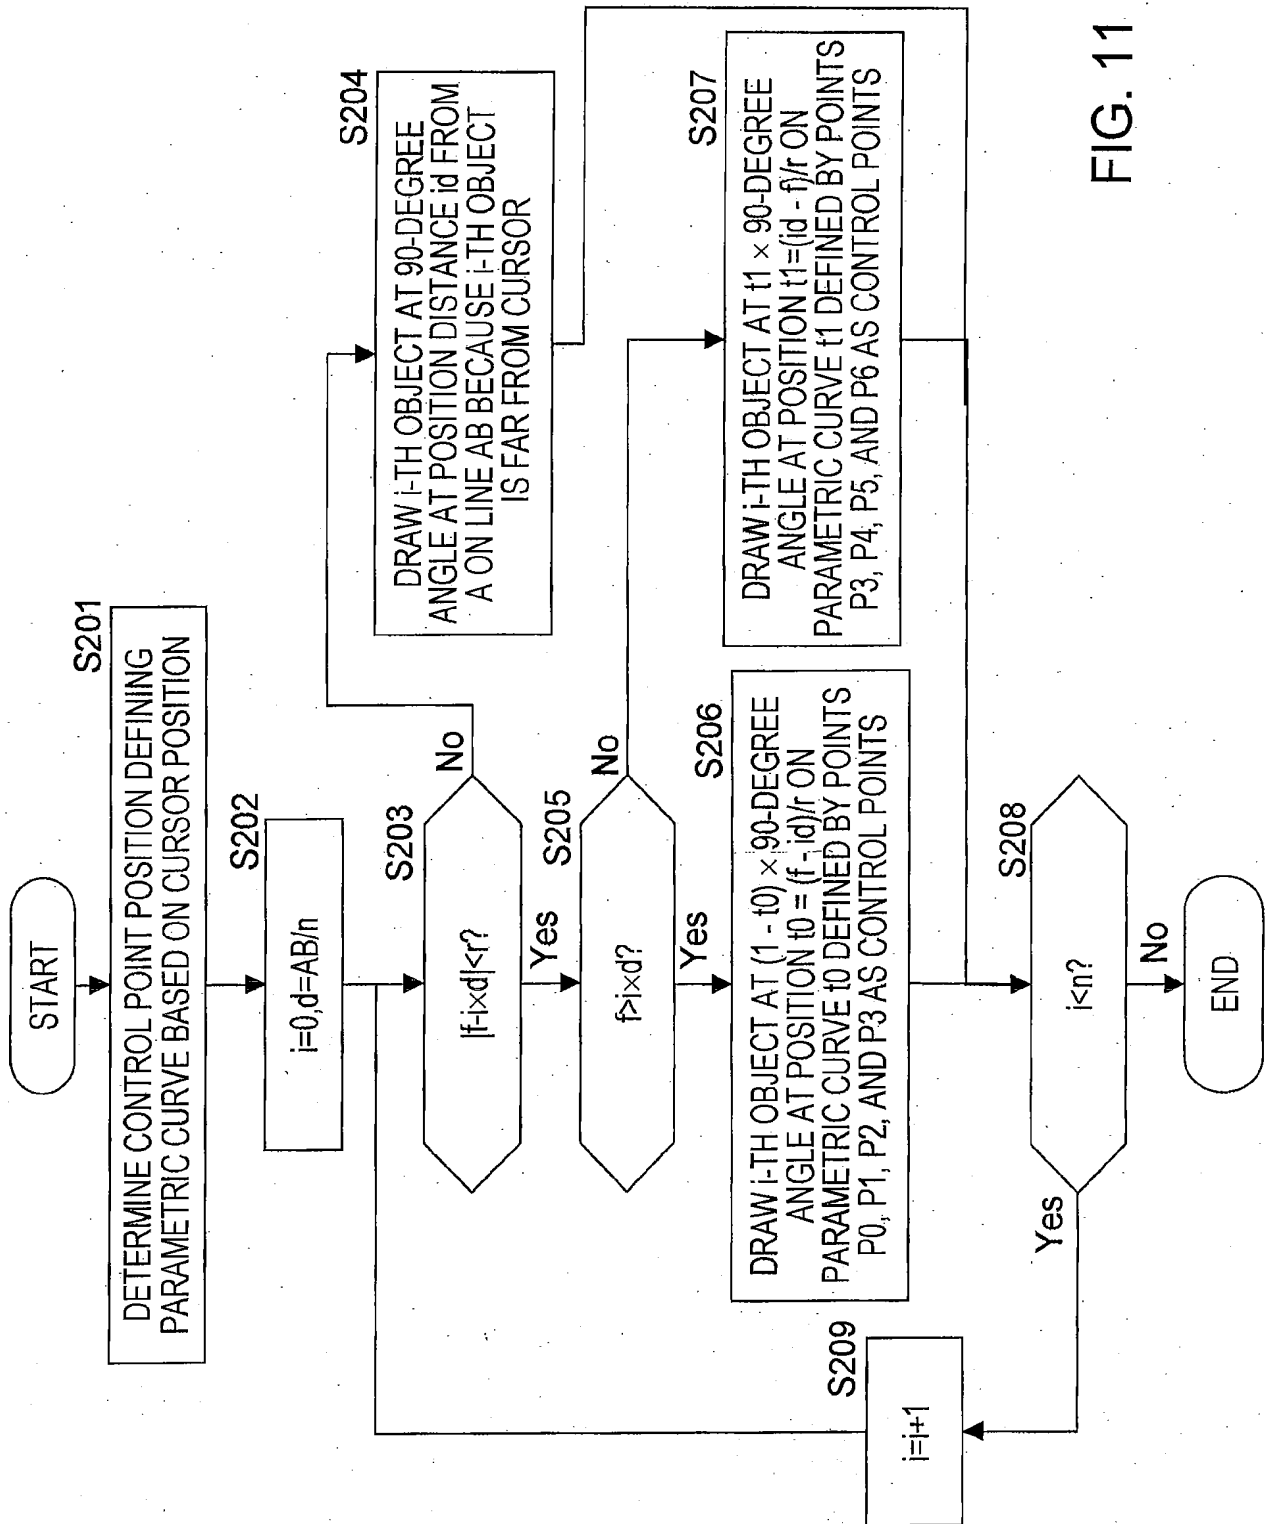 START
S201
DETERMINE CONTROL POINT POSITION DEFINING
PARAMETRIC CURVE BASED ON CURSOR POSITION
S202
i=0,d=AB/n
S203
|f-i×d|<r?
No
Yes
S204
DRAW i-TH OBJECT AT 90-DEGREE
ANGLE AT POSITION DISTANCE id FROM
A ON LINE AB BECAUSE i-TH OBJECT
IS FAR FROM CURSOR
S205
f>i×d?
No
Yes
S206
DRAW i-TH OBJECT AT (1 - t0) × 90-DEGREE
ANGLE AT POSITION t0 = (f - id)/r ON
PARAMETRIC CURVE t0 DEFINED BY POINTS
P0, P1, P2, AND P3 AS CONTROL POINTS
S207
DRAW i-TH OBJECT AT t1 × 90-DEGREE
ANGLE AT POSITION t1=(id - f)/r ON
PARAMETRIC CURVE t1 DEFINED BY POINTS
P3, P4, P5, AND P6 AS CONTROL POINTS
S208
i<n?
Yes
No
S209
i=i+1
END
FIG. 11